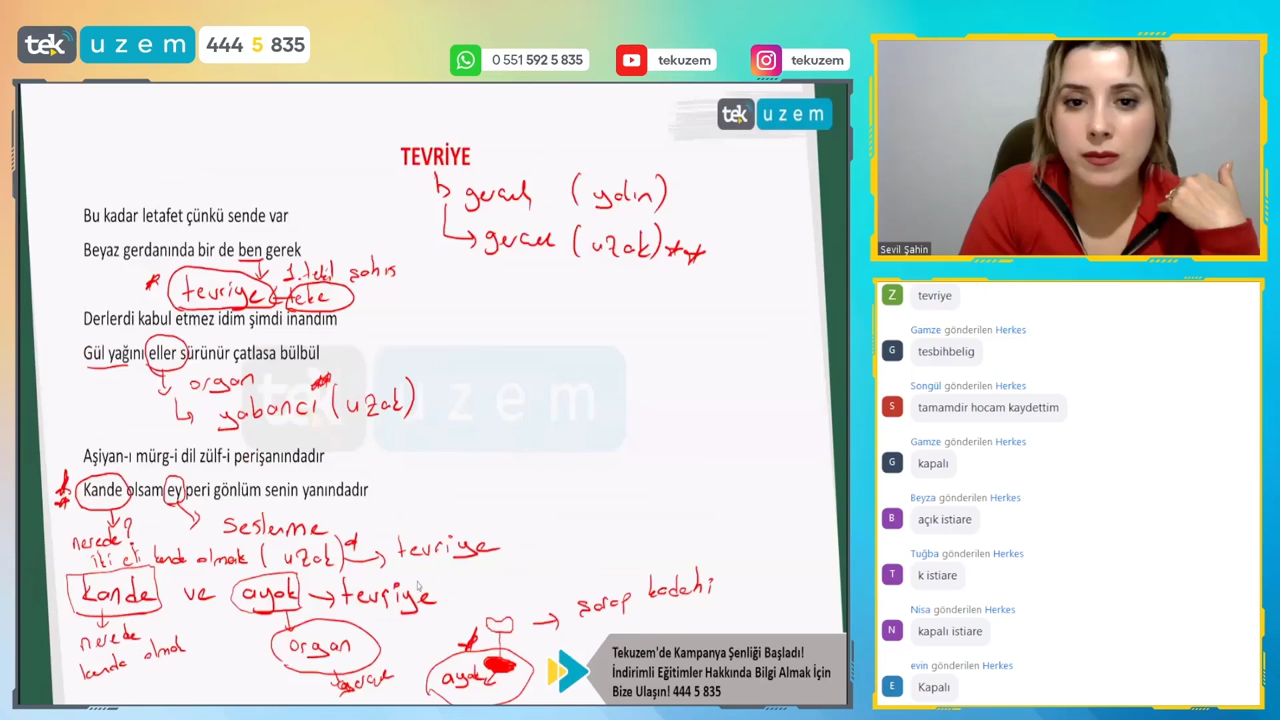 tek uzem 444 5 835
0 551 592 5 835
tekuzem
tekuzem
tek uzem
TEVRİYE
gerçek (yakın)
gerçek (uzak)
Bu kadar letafet çünkü sende var
Beyaz gerdanında bir de ben gerek
1. tekil şahıs
tevriye leke
Derlerdi kabul etmez idim şimdi inandım
Gül yağını eller sürünür çatlasa bülbül
organ
yabancı (uzak)
tek uzem
Aşiyan-ı mürg-i dil zülf-i perişanındadır
Kande olsam ey peri gönlüm senin yanındadır
seslenme
nerede?
iki eli kanda olmak (uzak) tevriye
kande ve ayak tevriye
nerede
kanda olmak
organ
şarap kadehi
ayak
Tekuzem'de Kampanya Şenliği Başladı!
İndirimli Eğitimler Hakkında Bilgi Almak İçin
Bize Ulaşın! 444 5 835
Sevil Şahin
Z tevriye
Gamze gönderilen Herkes
G tesbihbelig
Songül gönderilen Herkes
S tamamdir hocam kaydettim
Gamze gönderilen Herkes
G kapalı
Beyza gönderilen Herkes
B açık istiare
Tuğba gönderilen Herkes
T k istiare
Nisa gönderilen Herkes
N kapalı istiare
evin gönderilen Herkes
E Kapalı